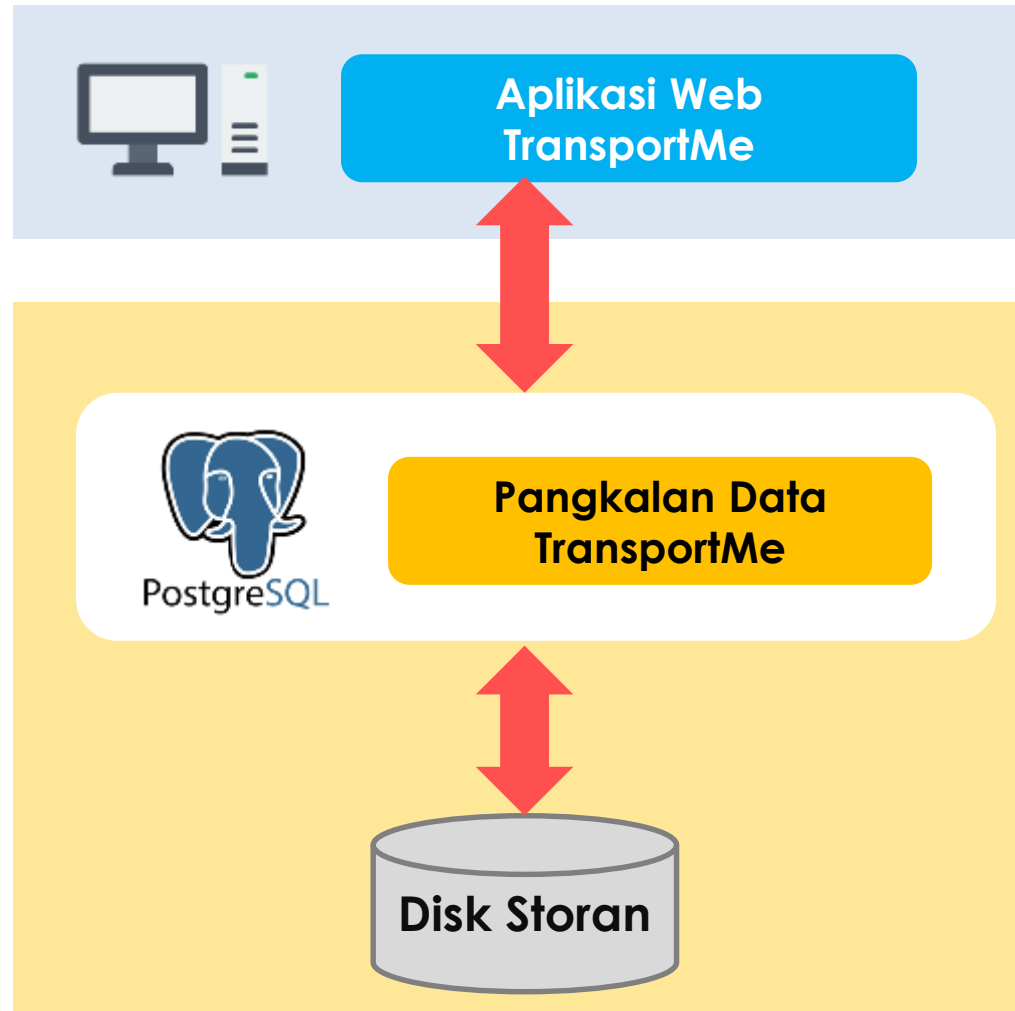 Aplikasi Web
TransportMe
Pangkalan Data
TransportMe
PostgreSQL
Disk Storan